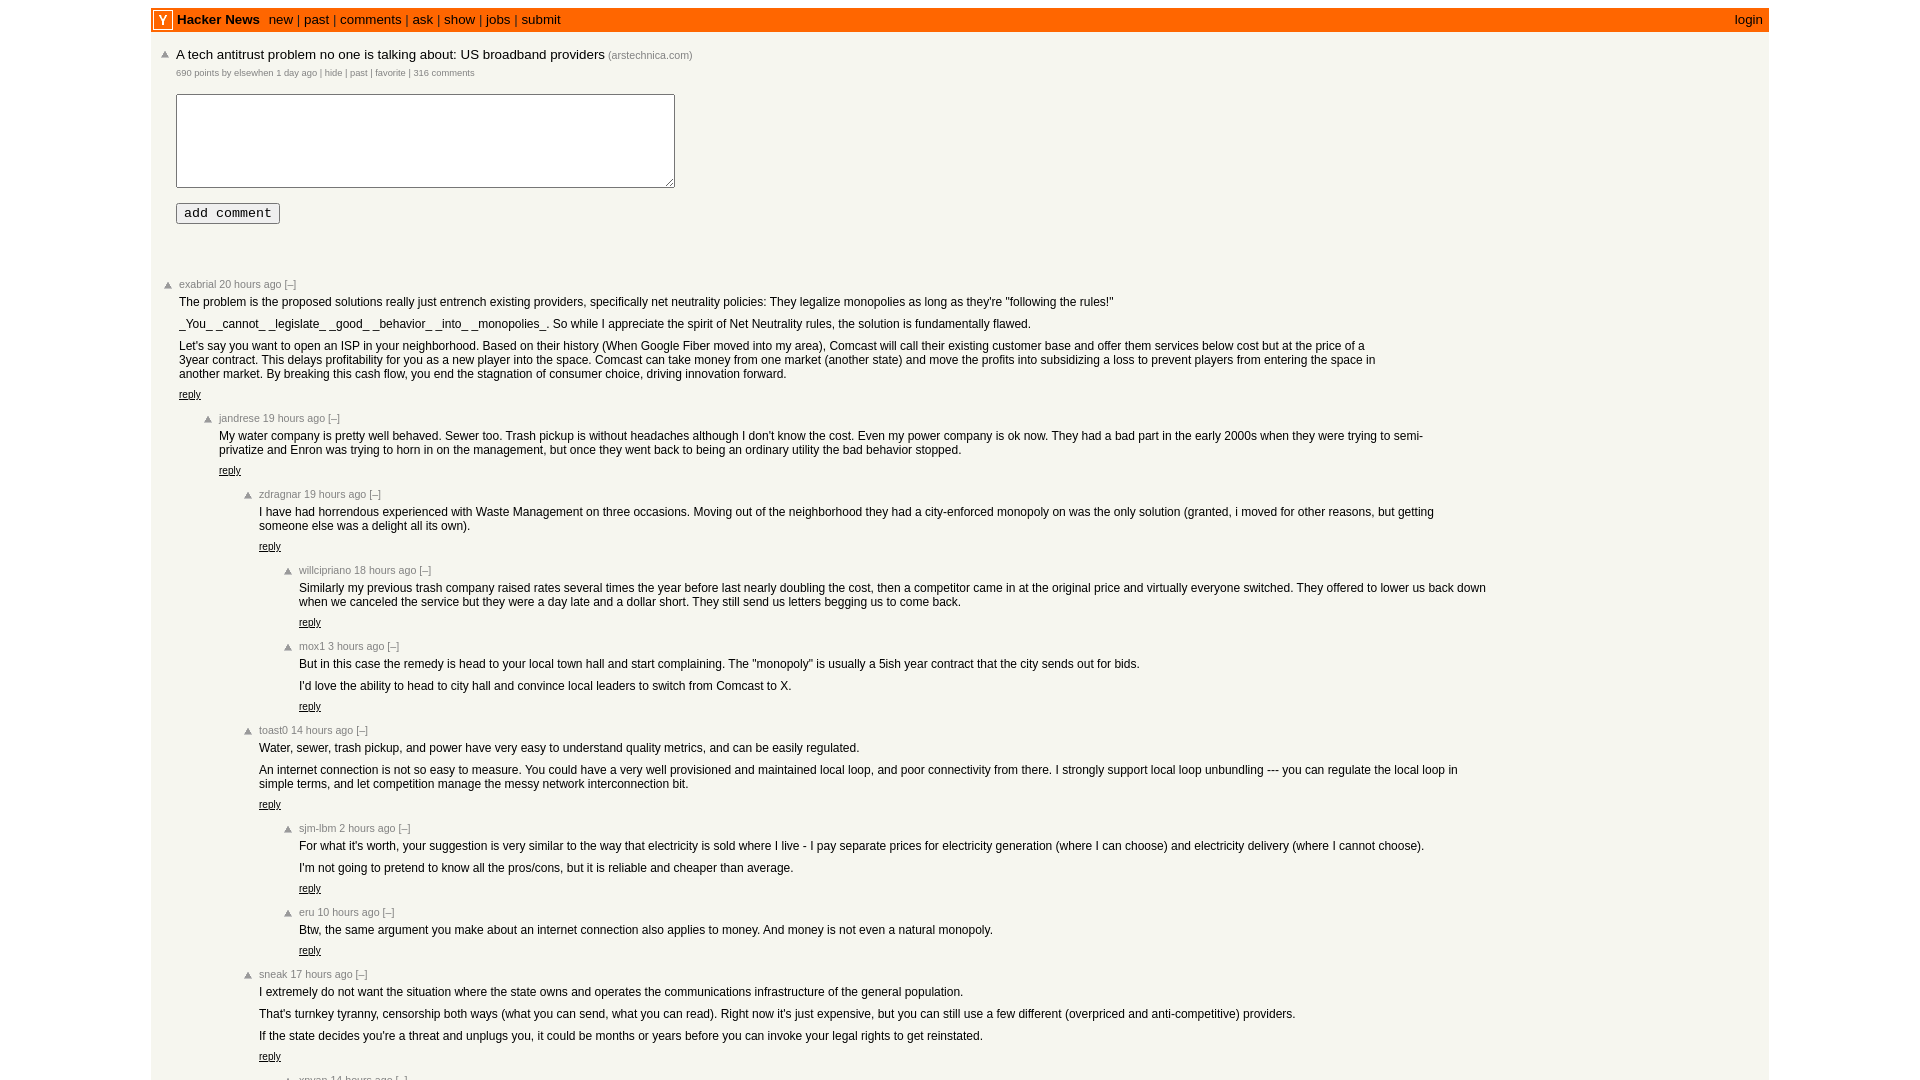 Y Hacker News new | past | comments | ask | show | jobs | submit login
A tech antitrust problem no one is talking about: US broadband providers (arstechnica.com)
690 points by elsewhen 1 day ago | hide | past | favorite | 316 comments
add comment
exabrial 20 hours ago [–]
The problem is the proposed solutions really just entrench existing providers, specifically net neutrality policies: They legalize monopolies as long as they're "following the rules!"
_You_ _cannot_ _legislate_ _good_ _behavior_ _into_ _monopolies_. So while I appreciate the spirit of Net Neutrality rules, the solution is fundamentally flawed.
Let's say you want to open an ISP in your neighborhood. Based on their history (When Google Fiber moved into my area), Comcast will call their existing customer base and offer them services below cost but at the price of a
3year contract. This delays profitability for you as a new player into the space. Comcast can take money from one market (another state) and move the profits into subsidizing a loss to prevent players from entering the space in
another market. By breaking this cash flow, you end the stagnation of consumer choice, driving innovation forward.
reply
jandrese 19 hours ago [–]
My water company is pretty well behaved. Sewer too. Trash pickup is without headaches although I don't know the cost. Even my power company is ok now. They had a bad part in the early 2000s when they were trying to semi-
privatize and Enron was trying to horn in on the management, but once they went back to being an ordinary utility the bad behavior stopped.
reply
zdragnar 19 hours ago [–]
I have had horrendous experienced with Waste Management on three occasions. Moving out of the neighborhood they had a city-enforced monopoly on was the only solution (granted, i moved for other reasons, but getting
someone else was a delight all its own).
reply
willcipriano 18 hours ago [–]
Similarly my previous trash company raised rates several times the year before last nearly doubling the cost, then a competitor came in at the original price and virtually everyone switched. They offered to lower us back down
when we canceled the service but they were a day late and a dollar short. They still send us letters begging us to come back.
reply
mox1 3 hours ago [–]
But in this case the remedy is head to your local town hall and start complaining. The "monopoly" is usually a 5ish year contract that the city sends out for bids.
I'd love the ability to head to city hall and convince local leaders to switch from Comcast to X.
reply
toast0 14 hours ago [–]
Water, sewer, trash pickup, and power have very easy to understand quality metrics, and can be easily regulated.
An internet connection is not so easy to measure. You could have a very well provisioned and maintained local loop, and poor connectivity from there. I strongly support local loop unbundling --- you can regulate the local loop in
simple terms, and let competition manage the messy network interconnection bit.
reply
sjm-lbm 2 hours ago [–]
For what it's worth, your suggestion is very similar to the way that electricity is sold where I live - I pay separate prices for electricity generation (where I can choose) and electricity delivery (where I cannot choose).
I'm not going to pretend to know all the pros/cons, but it is reliable and cheaper than average.
reply
eru 10 hours ago [–]
Btw, the same argument you make about an internet connection also applies to money. And money is not even a natural monopoly.
reply
sneak 17 hours ago [–]
I extremely do not want the situation where the state owns and operates the communications infrastructure of the general population.
That's turnkey tyranny, censorship both ways (what you can send, what you can read). Right now it's just expensive, but you can still use a few different (overpriced and anti-competitive) providers.
If the state decides you're a threat and unplugs you, it could be months or years before you can invoke your legal rights to get reinstated.
reply
14 hours ago [–]